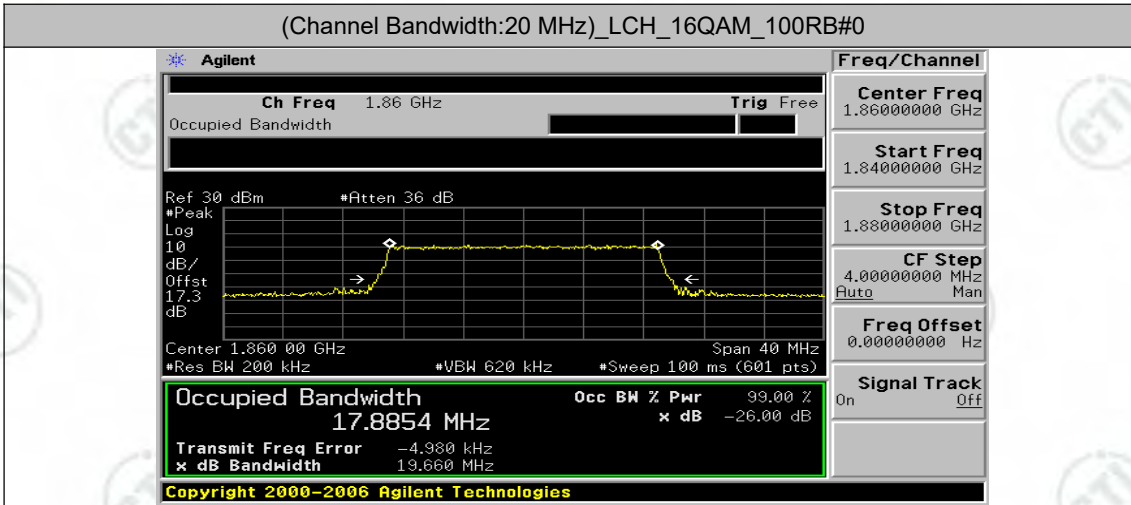 (Channel Bandwidth:20 MHz)_LCH_16QAM_100RB#0
Agilent
Freq/Channel
Ch Freq 1.86 GHz Trig Free
Occupied Bandwidth
Center Freq
1.86000000 GHz
Start Freq
1.84000000 GHz
Stop Freq
1.88000000 GHz
CF Step
4.00000000 MHz
Auto Man
Freq Offset
0.00000000 Hz
Signal Track
On Off
Ref 30 dBm #Atten 36 dB
#Peak
Log
10
dB/
Offst
17.3
dB
Center 1.860 00 GHz Span 40 MHz
#Res BW 200 kHz #VBW 620 kHz #Sweep 100 ms (601 pts)
Occupied Bandwidth Occ BW % Pwr 99.00 %
17.8854 MHz x dB -26.00 dB
Transmit Freq Error -4.980 kHz
x dB Bandwidth 19.660 MHz
Copyright 2000-2006 Agilent Technologies
CTI
CTI
CTI
CTI